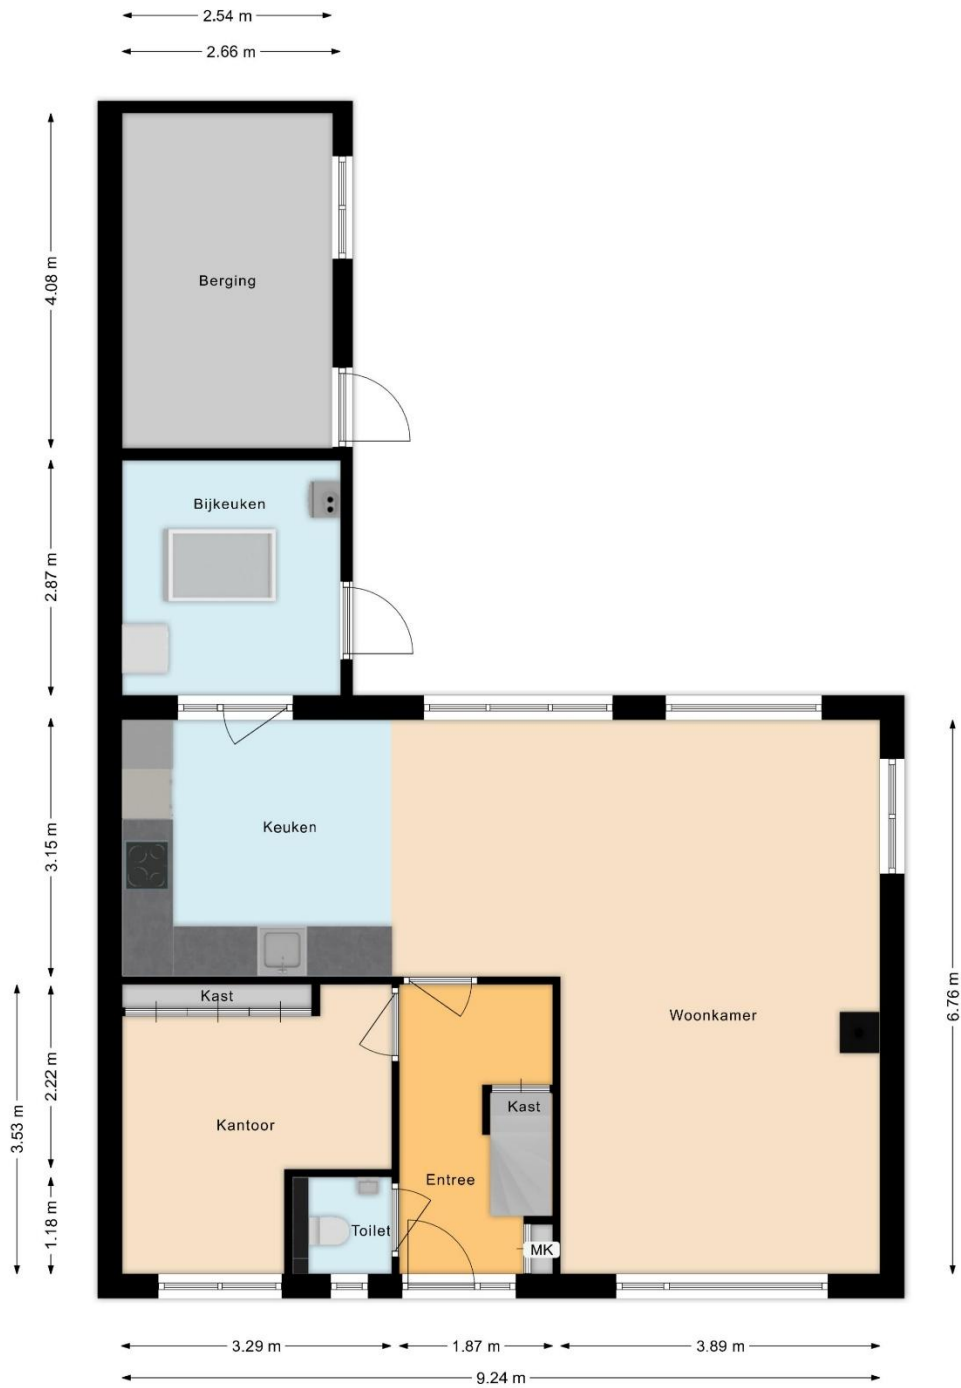 2.54 m
2.66 m
4.08 m
Berging
Bijkeuken
2.87 m
Keuken
3.15 m
Kast
Woonkamer
6.76 m
2.22 m
3.53 m
Kast
Kantoor
Entree
1.18 m
Toilet
MK
3.29 m
1.87 m
3.89 m
9.24 m